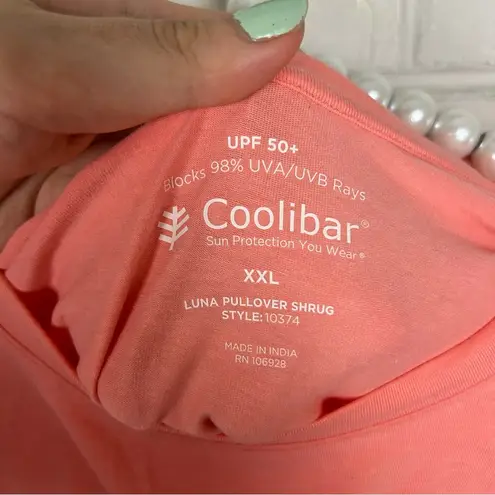 UPF 50+
Blocks 98% UVA/UVB Rays
Coolibar®
Sun Protection You Wear®
XXL
LUNA PULLOVER SHRUG
STYLE:10374
MADE IN INDIA
RN 106928